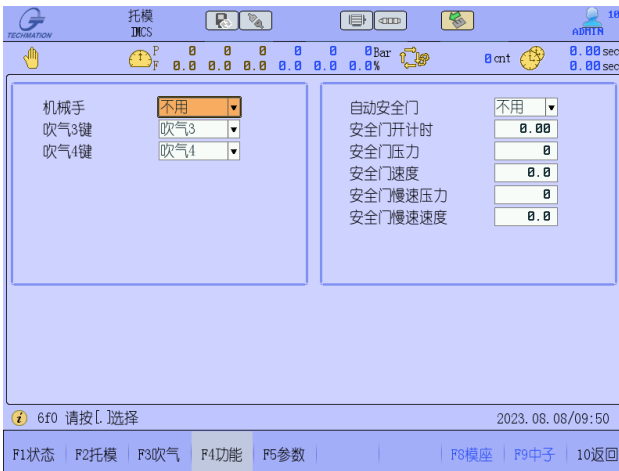 TECHMATION
托模
IMCS
10
ADMIN
P 0 0 0 0 0 0Bar
F 0.0 0.0 0.0 0.0 0.0 0.0%
0cnt
0.00sec
0.00sec
机械手 不用
吹气3键 吹气3
吹气4键 吹气4
自动安全门 不用
安全门开计时 0.00
安全门压力 0
安全门速度 0.0
安全门慢速压力 0
安全门慢速速度 0.0
6f0 请按[.]选择 2023.08.08/09:50
F1状态 F2托模 F3吹气 F4功能 F5参数 F8模座 F9中子 10返回